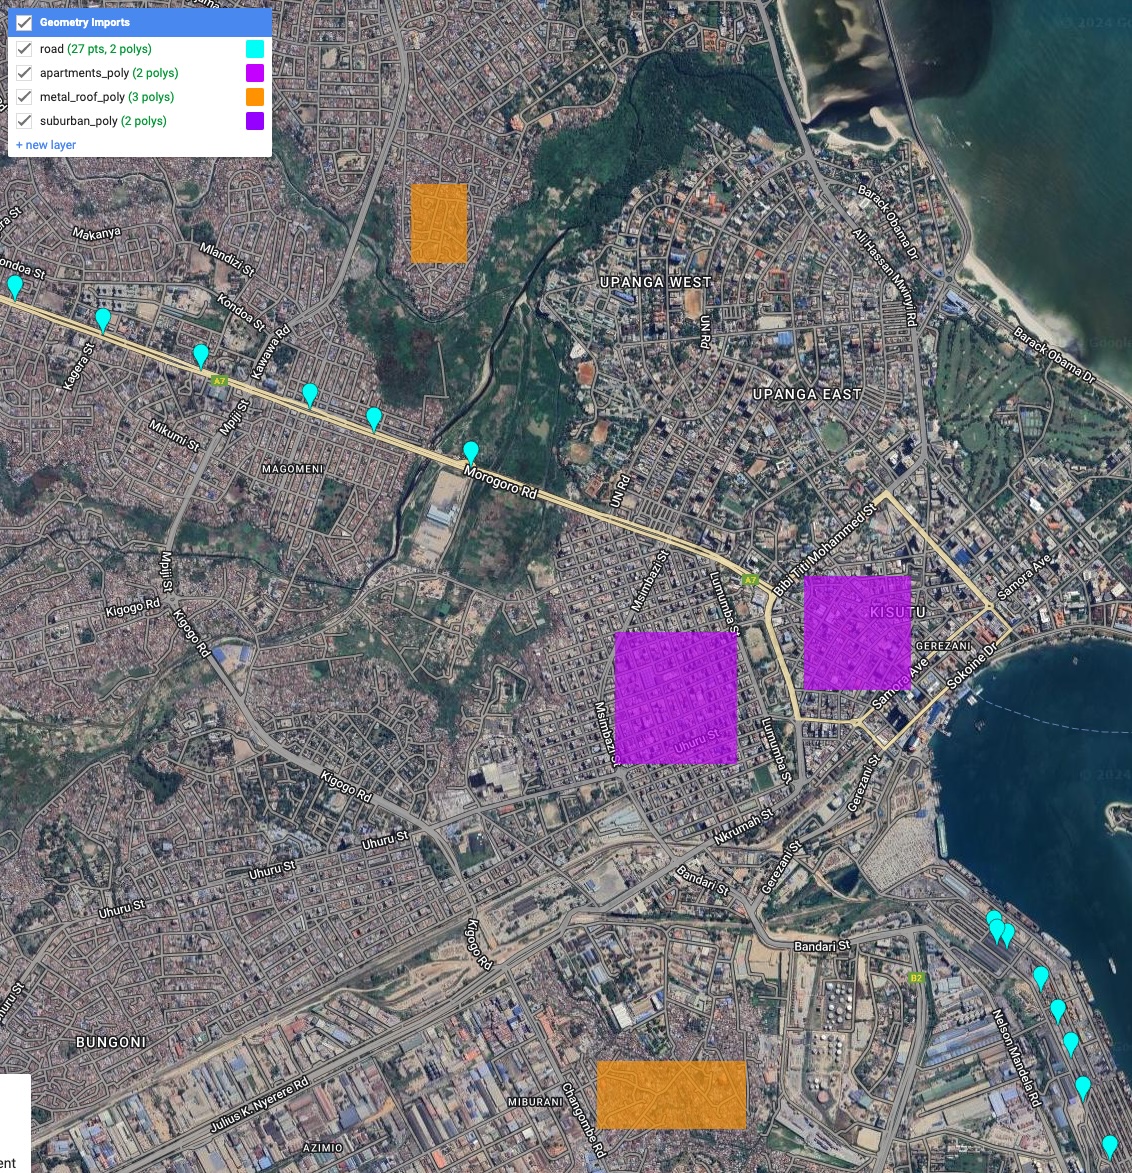 Geometry Imports
road (27 pts, 2 polys)
apartments_poly (2 polys)
metal_roof_poly (3 polys)
suburban_poly (2 polys)
+ new layer
Makanya
Mlandizi St
ondoa St
Kondoa St
Kawawa Rd
Kagera St
A7
Mpiji St
Mikumi St
MAGOMENI
Morogoro Rd
UPANGA WEST
UN Rd
Barack Obama Dr
Ali Hassan Mwinyi Rd
Barack Obama Dr
UPANGA EAST
UN Rd
Bibi Titi Mohammed St
A7
Msimbazi St
Lumumba St
KISUTU
Samora Ave
GEREZANI
Samora Ave
Sokoine Dr
Mpiji St
Kigogo Rd
Kigogo Rd
Msimbazi St
Uhuru St
Lumumba St
Kigogo Rd
Gerezani St
Nkrumah St
Uhuru St
Uhuru St
Uhuru St
Bandari St
Gerezani St
Kigogo Rd
Bandari St
B2
Nelson Mandela Rd
BUNGONI
Julius K. Nyerere Rd
MIBURANI
Changombe Rd
AZIMIO
ent